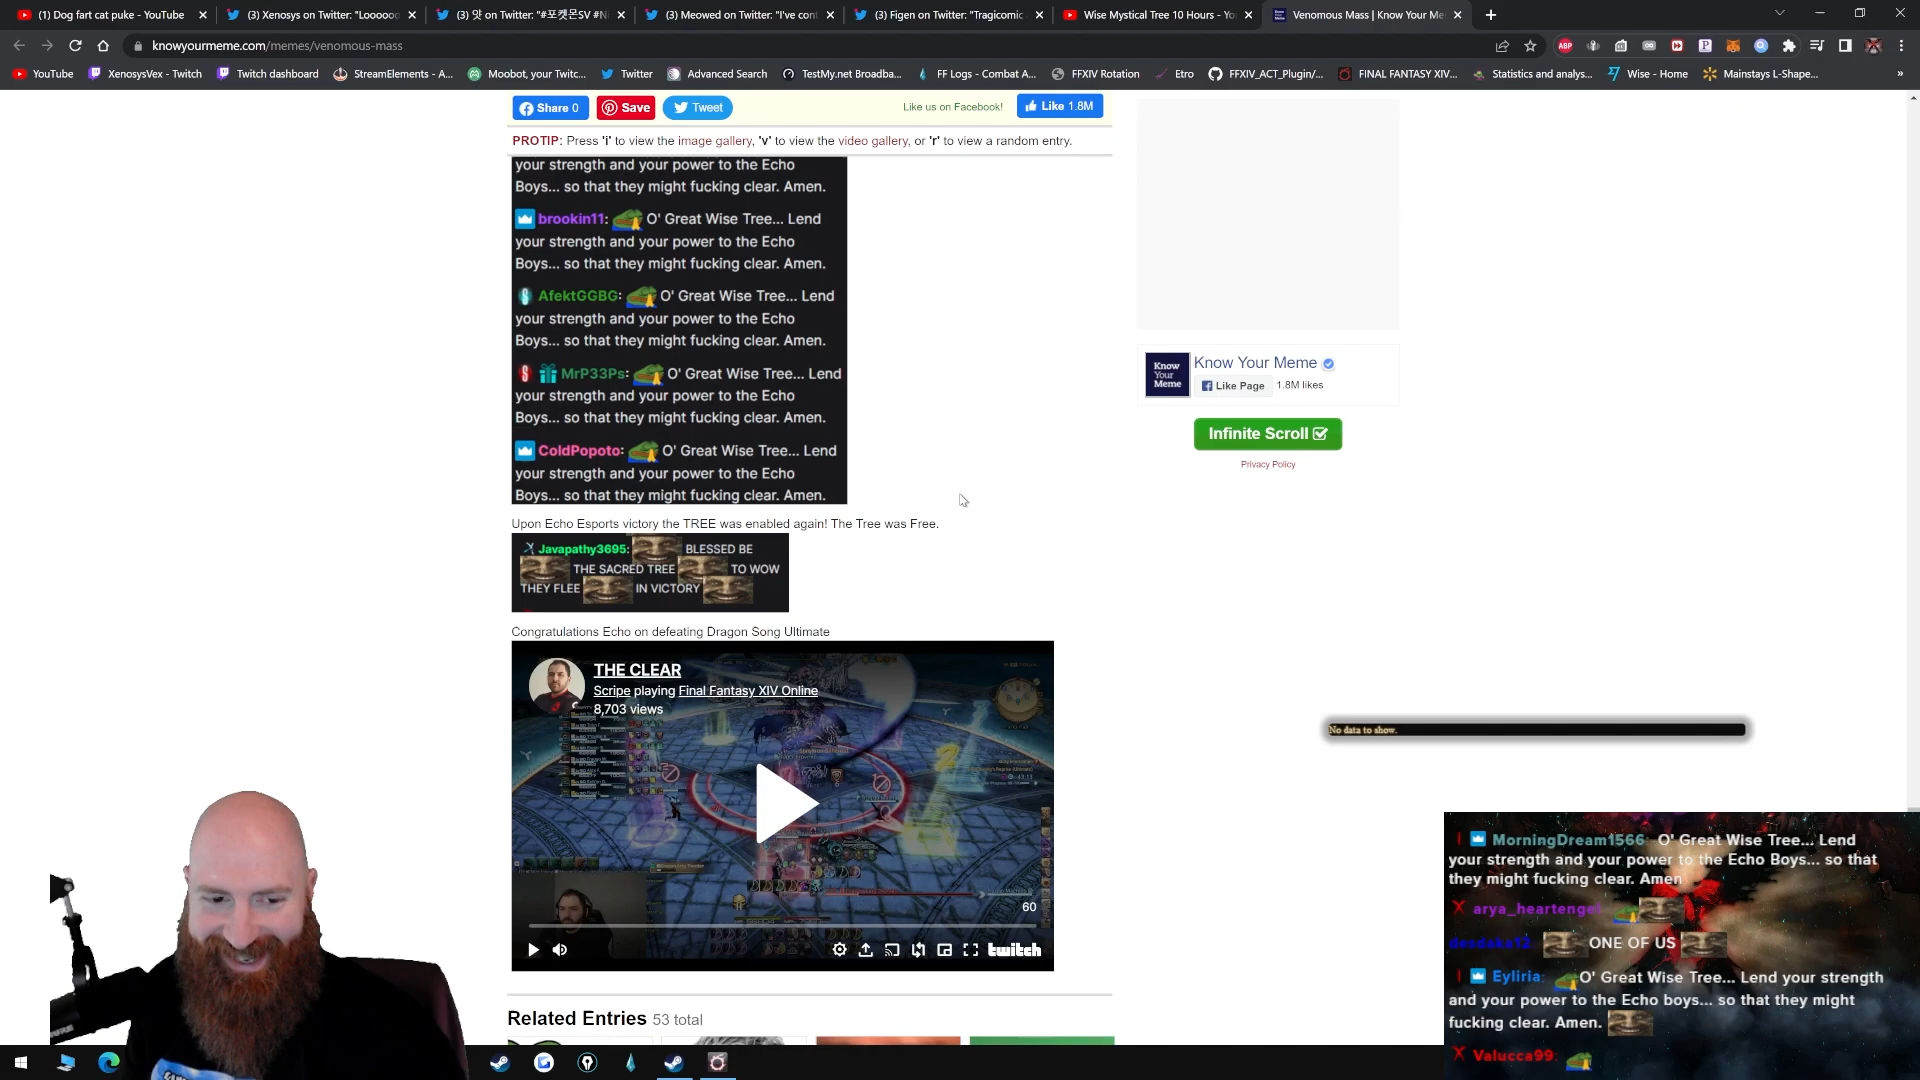 (1) Dog fart cat puke - YouTube
(3) Xenosys on Twitter: "Looooo
(3) 맛 on Twitter: "#포켓몬SV #Ni
(3) Meowed on Twitter: "I've con
(3) Figen on Twitter: "Tragicomic
Wise Mystical Tree 10 Hours - Yo
Venomous Mass | Know Your Me
knowyourmeme.com/memes/venomous-mass
YouTube
XenosysVex - Twitch
Twitch dashboard
StreamElements - A...
Moobot, your Twitc...
Twitter
Advanced Search
TestMy.net Broadba...
FF Logs - Combat A...
FFXIV Rotation
Etro
FFXIV_ACT_Plugin/...
FINAL FANTASY XIV...
Statistics and analys...
Wise - Home
Mainstays L-Shape...
Share 0
Save
Tweet
Like us on Facebook!
Like 1.8M
PROTIP: Press 'i' to view the image gallery, 'v' to view the video gallery, or 'r' to view a random entry.
your strength and your power to the Echo
Boys... so that they might fucking clear. Amen.
brookin11: O' Great Wise Tree... Lend
your strength and your power to the Echo
Boys... so that they might fucking clear. Amen.
AfektGGBG: O' Great Wise Tree... Lend
your strength and your power to the Echo
Boys... so that they might fucking clear. Amen.
MrP33Ps: O' Great Wise Tree... Lend
your strength and your power to the Echo
Boys... so that they might fucking clear. Amen.
ColdPopoto: O' Great Wise Tree... Lend
your strength and your power to the Echo
Boys... so that they might fucking clear. Amen.
Know Your Meme
Know Your Meme
Like Page
1.8M likes
Infinite Scroll
Privacy Policy
Upon Echo Esports victory the TREE was enabled again! The Tree was Free.
Javapathy3695: BLESSED BE
THE SACRED TREE TO WOW
THEY FLEE IN VICTORY
Congratulations Echo on defeating Dragon Song Ultimate
THE CLEAR
Scripe playing Final Fantasy XIV Online
8,703 views
60
twitch
No data to show.
Related Entries 53 total
MorningDream1566: O' Great Wise Tree... Lend
your strength and your power to the Echo Boys... so that
they might fucking clear. Amen
arya_heartengel
ONE OF US
Eyliria: O' Great Wise Tree... Lend your strength
and your power to the Echo boys... so that they might
fucking clear. Amen.
Valucca99: